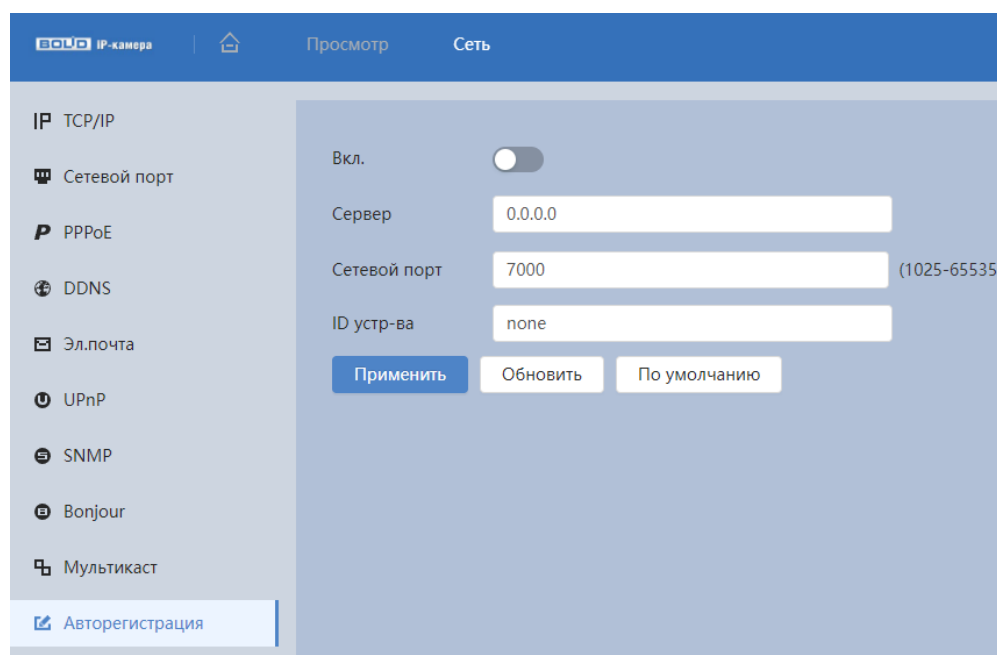 BOLID IP-камера Просмотр Сеть
TCP/IP
Сетевой порт
PPPoE
DDNS
Эл.почта
UPnP
SNMP
Bonjour
Мультикаст
Авторегистрация
Вкл.
Сервер 0.0.0.0
Сетевой порт 7000 (1025-65535
ID устр-ва none
Применить Обновить По умолчанию